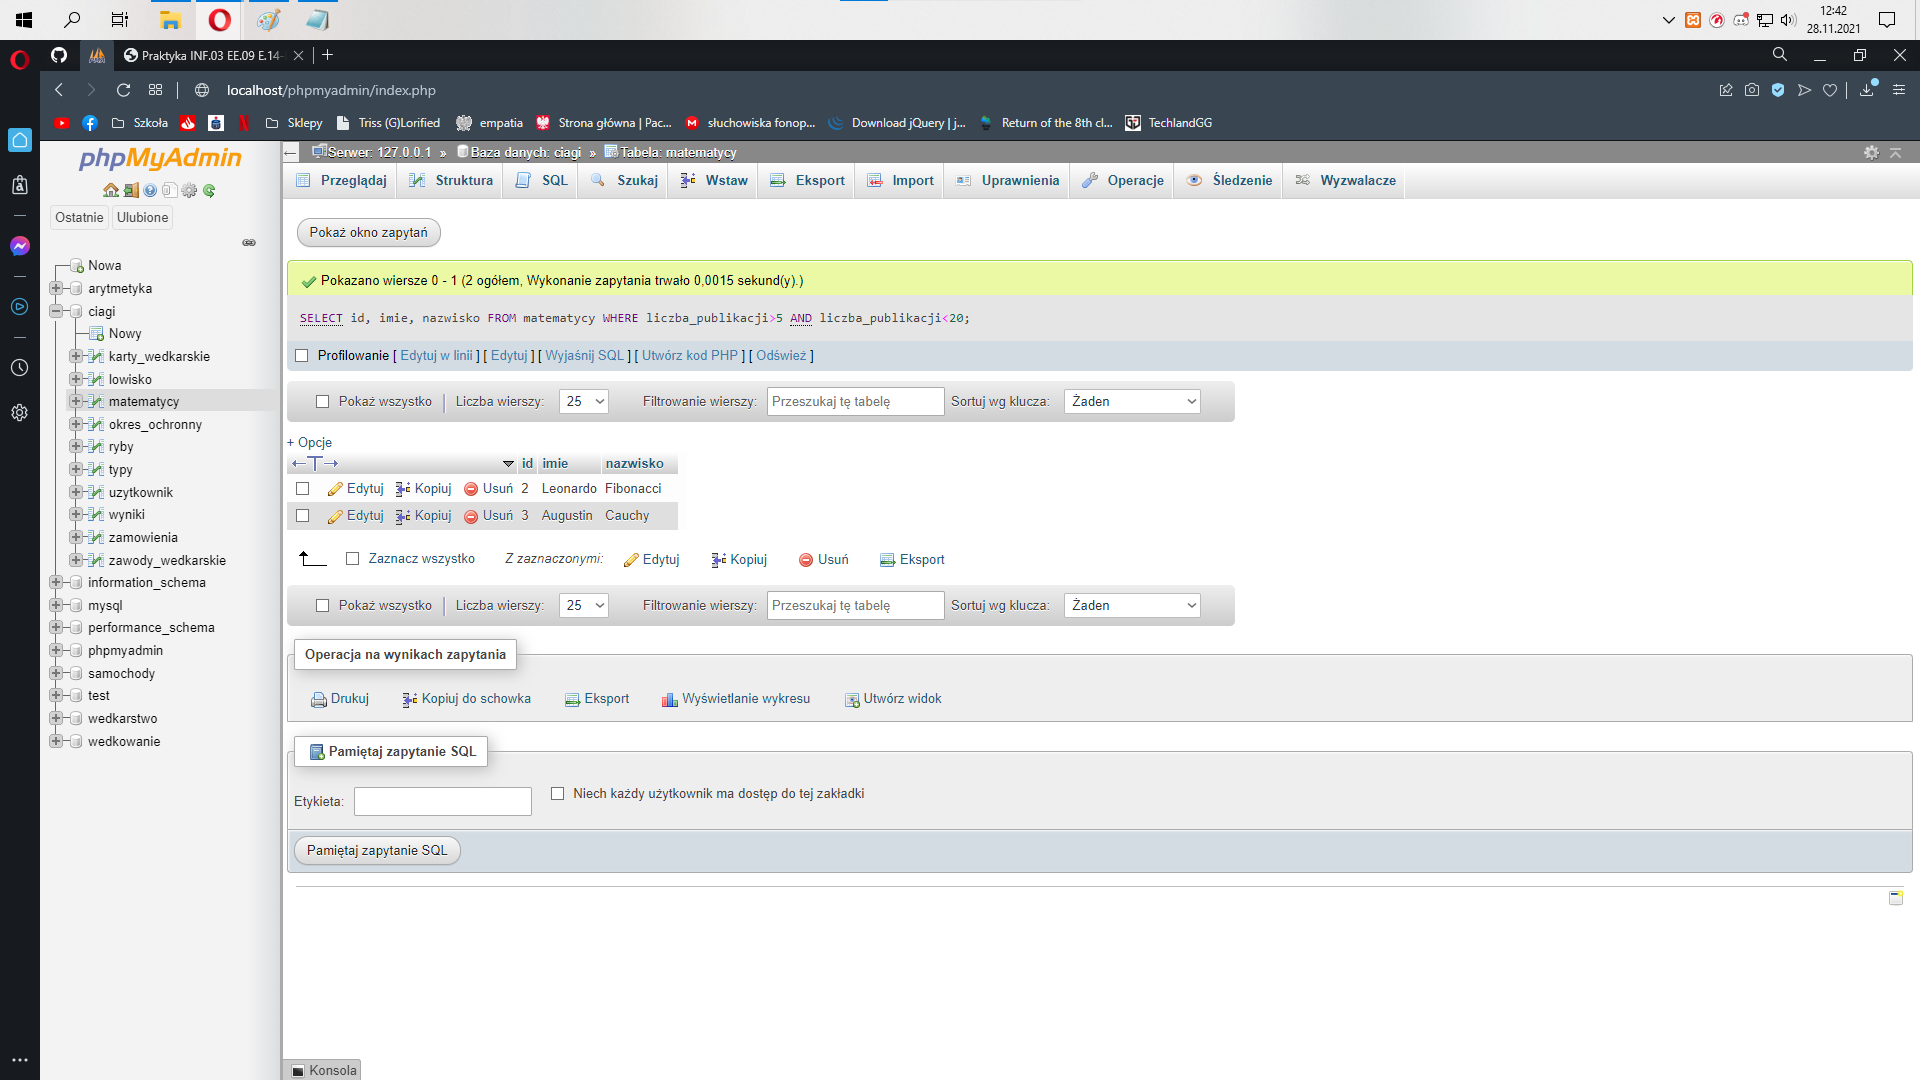 12:42
28.11.2021
Praktyka INF.03 EE.09 E.14-
localhost/phpmyadmin/index.php
Szkoła
Sklepy
Triss (G)Lorified
empatia
Strona główna | Pac...
słuchowiska fonop...
Download jQuery | j...
Return of the 8th cl...
TechlandGG
phpMyAdmin
Ostatnie
Ulubione
Nowa
arytmetyka
ciagi
Nowy
karty_wedkarskie
lowisko
matematycy
okres_ochronny
ryby
typy
uzytkownik
wyniki
zamowienia
zawody_wedkarskie
information_schema
mysql
performance_schema
phpmyadmin
samochody
test
wedkarstwo
wedkowanie
Serwer: 127.0.0.1 » Baza danych: ciagi » Tabela: matematycy
Przeglądaj
Struktura
SQL
Szukaj
Wstaw
Eksport
Import
Uprawnienia
Operacje
Śledzenie
Wyzwalacze
Pokaż okno zapytań
Pokazano wiersze 0 - 1 (2 ogółem, Wykonanie zapytania trwało 0,0015 sekund(y).)
SELECT id, imie, nazwisko FROM matematycy WHERE liczba_publikacji>5 AND liczba_publikacji<20;
Profilowanie [ Edytuj w linii ] [ Edytuj ] [ Wyjaśnij SQL ] [ Utwórz kod PHP ] [ Odśwież ]
Pokaż wszystko | Liczba wierszy: 25 Filtrowanie wierszy: Przeszukaj tę tabelę Sortuj wg klucza: Żaden
+ Opcje
id imie nazwisko
Edytuj Kopiuj Usuń 2 Leonardo Fibonacci
Edytuj Kopiuj Usuń 3 Augustin Cauchy
Zaznacz wszystko Z zaznaczonymi: Edytuj Kopiuj Usuń Eksport
Pokaż wszystko | Liczba wierszy: 25 Filtrowanie wierszy: Przeszukaj tę tabelę Sortuj wg klucza: Żaden
Operacja na wynikach zapytania
Drukuj Kopiuj do schowka Eksport Wyświetlanie wykresu Utwórz widok
Pamiętaj zapytanie SQL
Etykieta:
Niech każdy użytkownik ma dostęp do tej zakładki
Pamiętaj zapytanie SQL
Konsola